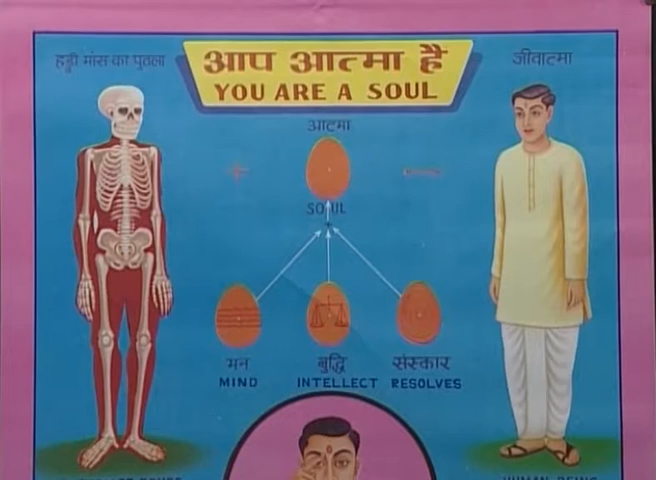 हड्डी मांस का पुतला
आप आत्मा है
YOU ARE A SOUL
जीवात्मा
आत्मा
SOUL
मन
बुद्धि
संस्कार
MIND
INTELLECT
RESOLVES